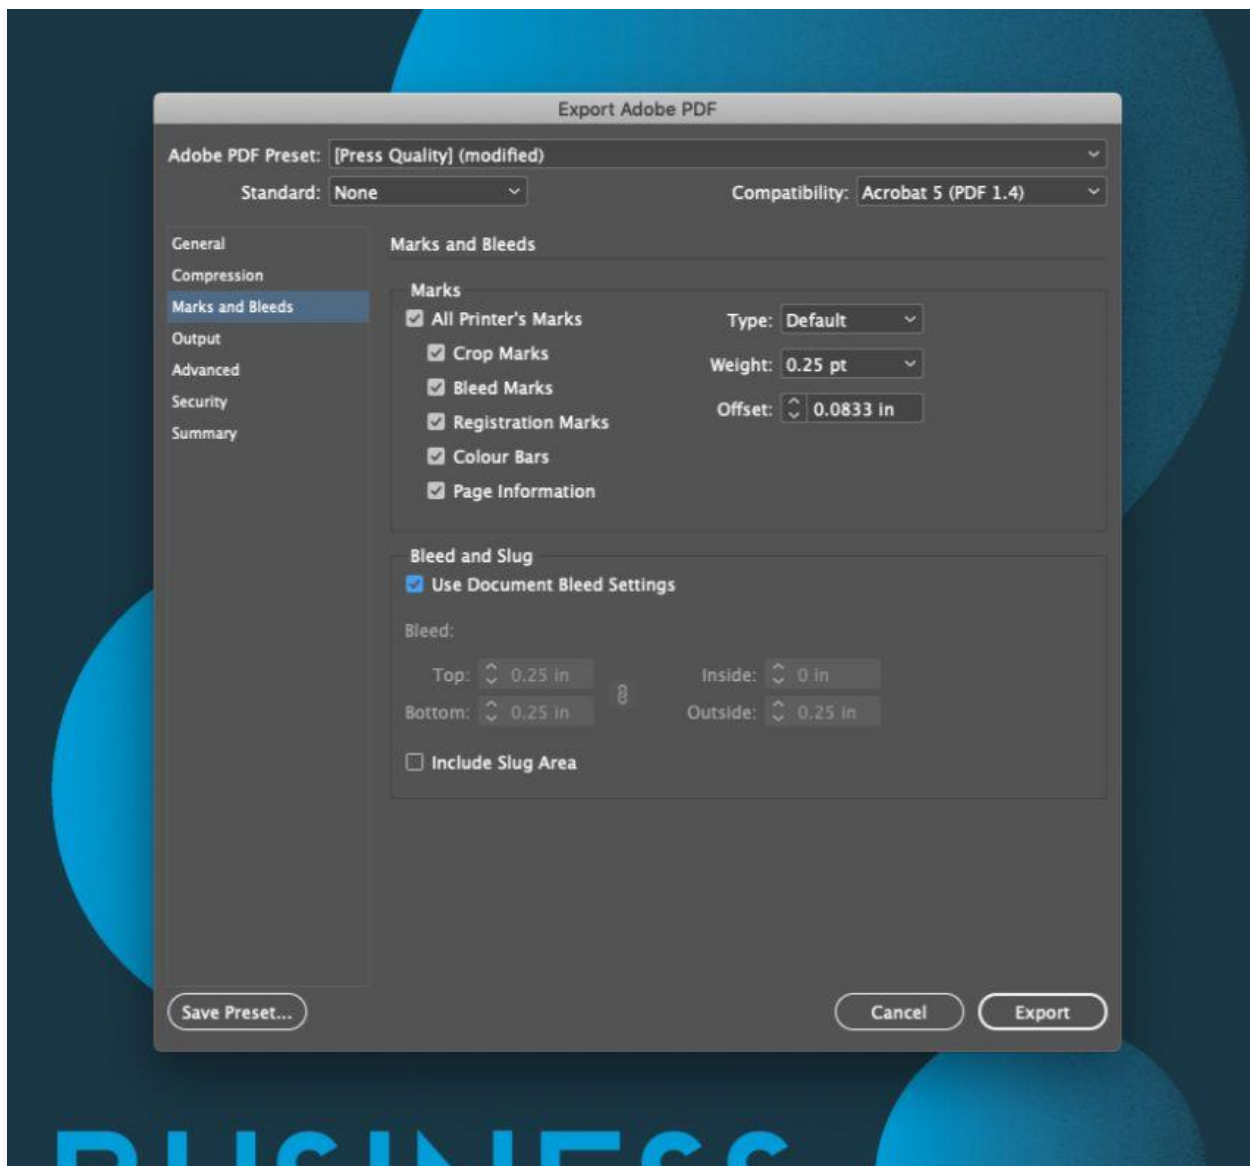 Export Adobe PDF
Adobe PDF Preset: [Press Quality] (modified)
Standard: None Compatibility: Acrobat 5 (PDF 1.4)
General
Compression
Marks and Bleeds
Output
Advanced
Security
Summary
Marks and Bleeds
Marks
All Printer's Marks
Crop Marks
Bleed Marks
Registration Marks
Colour Bars
Page Information
Type: Default
Weight: 0.25 pt
Offset: 0.0833 in
Bleed and Slug
Use Document Bleed Settings
Bleed:
Top: 0.25 in Inside: 0 in
Bottom: 0.25 in Outside: 0.25 in
Include Slug Area
Save Preset... Cancel Export
BUSINESS